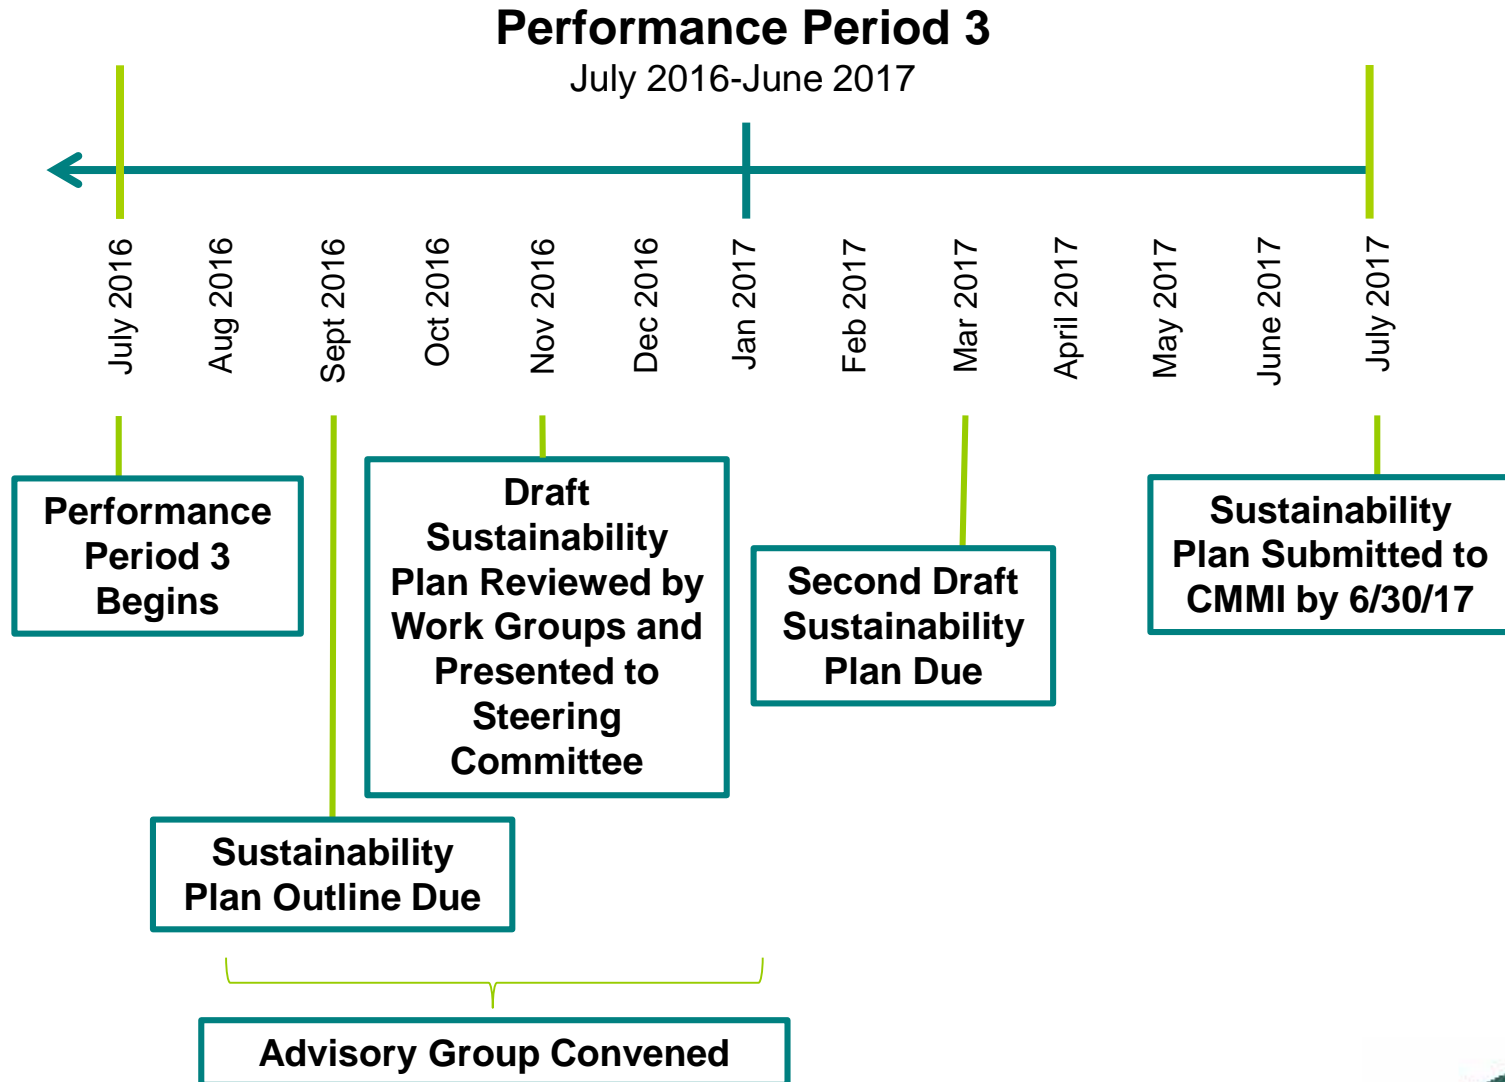 Performance Period 3
July 2016-June 2017
July 2016
Aug 2016
Sept 2016
Oct 2016
Nov 2016
Dec 2016
Jan 2017
Feb 2017
Mar 2017
April 2017
May 2017
June 2017
July 2017
Performance
Period 3
Begins
Sustainability
Plan Outline Due
Draft
Sustainability
Plan Reviewed by
Work Groups and
Presented to
Steering
Committee
Second Draft
Sustainability
Plan Due
Sustainability
Plan Submitted to
CMMI by 6/30/17
Advisory Group Convened